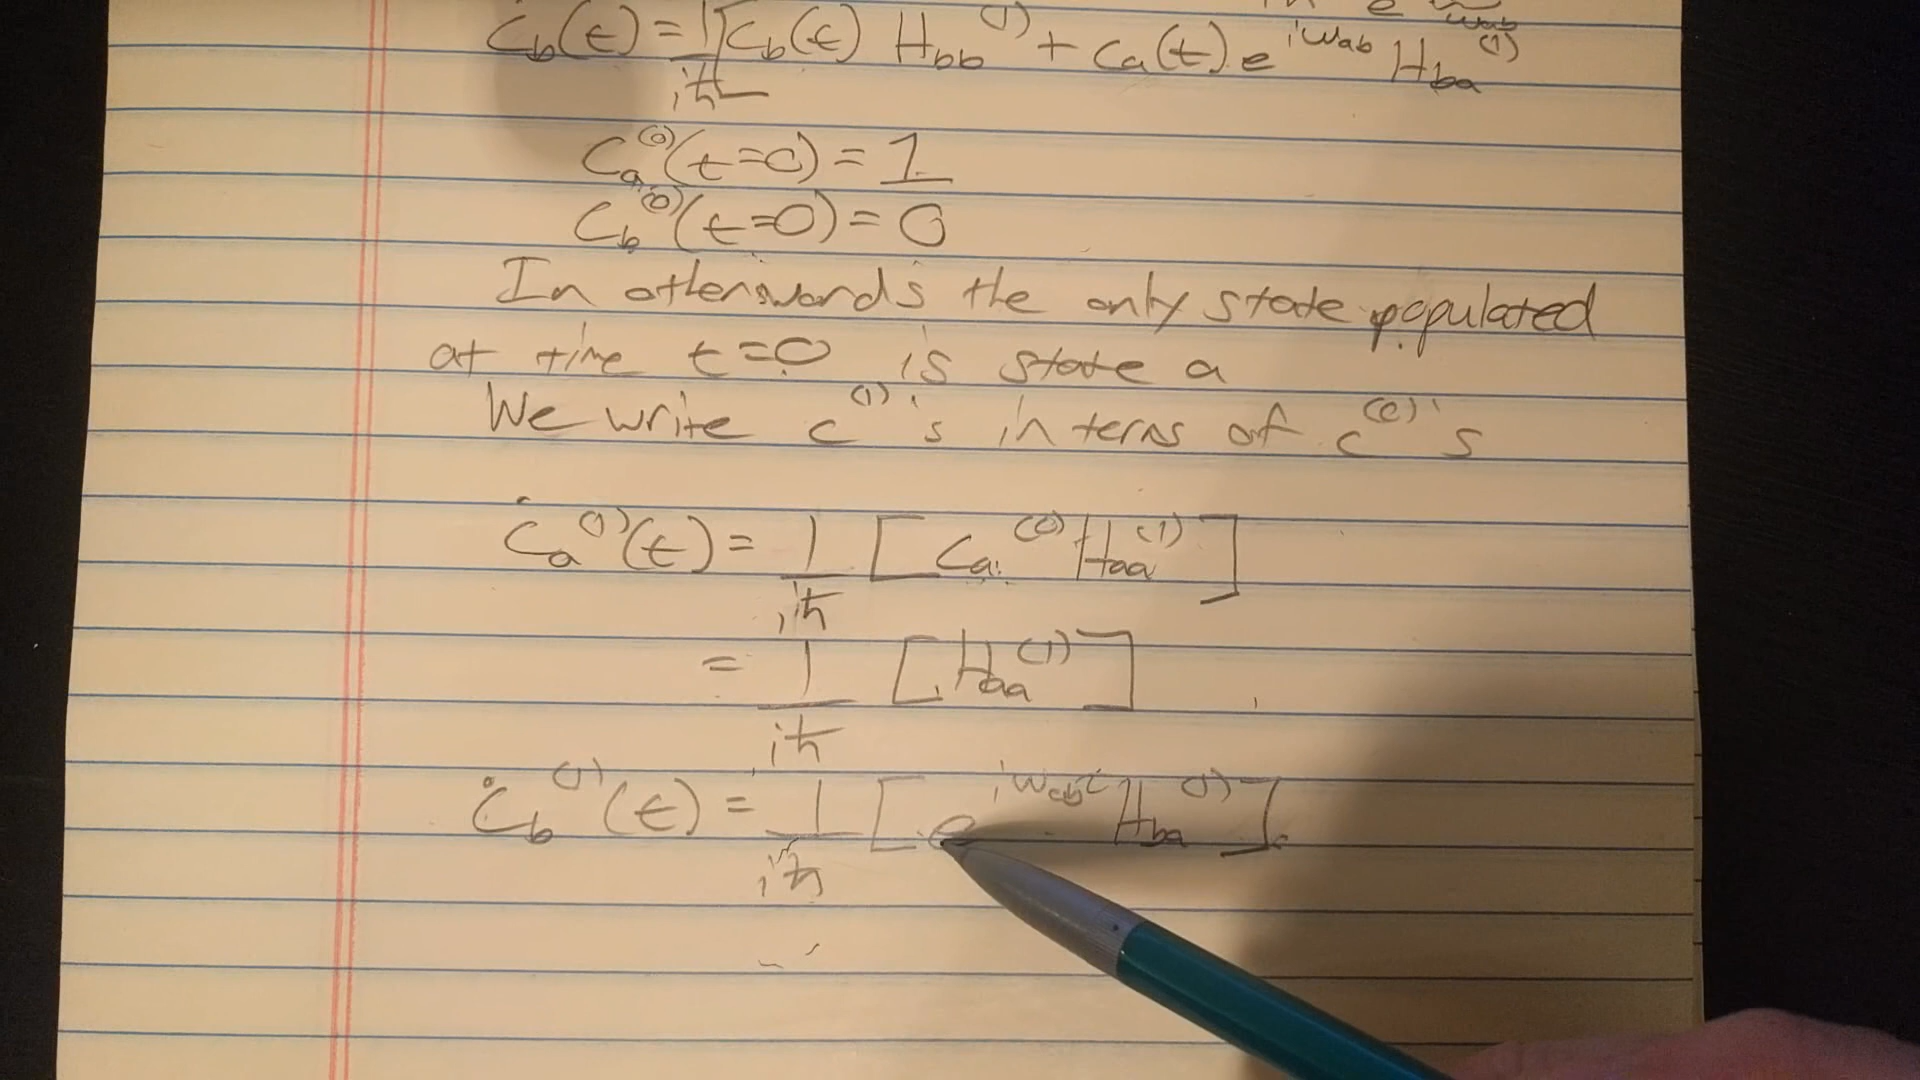 ċ_b(t) = 1/iħ [c_b(t) H_bb^(1) + c_a(t) e^{iω_ab} H_ba^(1)
c_a^(0)(t=0) = 1
c_b^(0)(t=0) = 0
In otherwords the only state populated
at time t=0 is state a
We write c^(1)'s in terms of c^(0)'s
ċ_a^(1)(t) = 1/iħ [c_a^(0) H_aa^(1)]
= 1/iħ [H_aa^(1)]
ċ_b^(1)(t) = 1/iħ [e^{iω_ab t} H_ba^(1)]